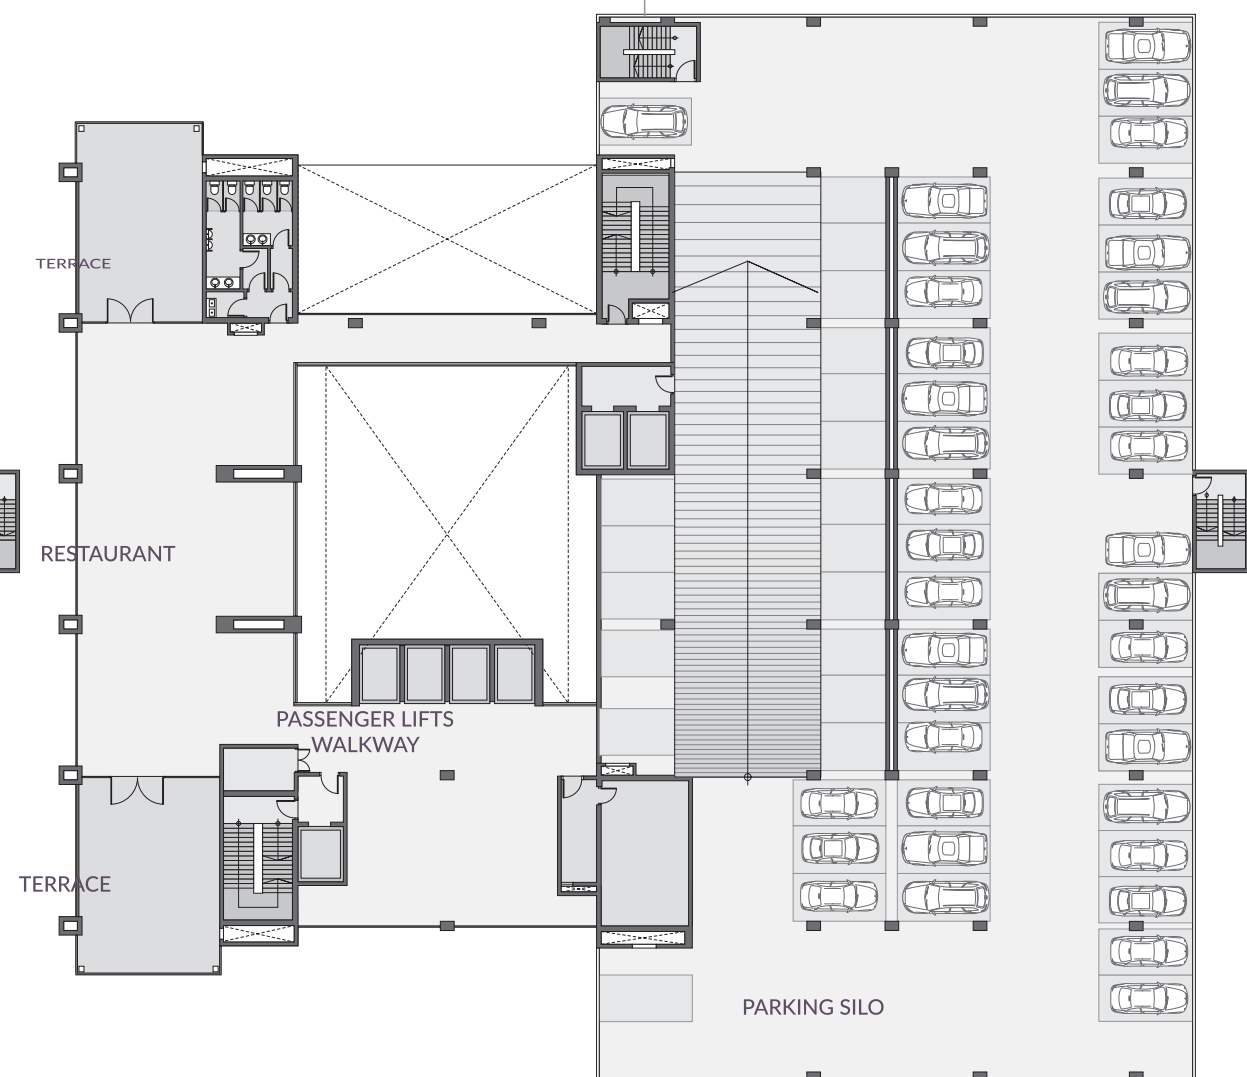 TERRACE
RESTAURANT
PASSENGER LIFTS
WALKWAY
TERRACE
PARKING SILO